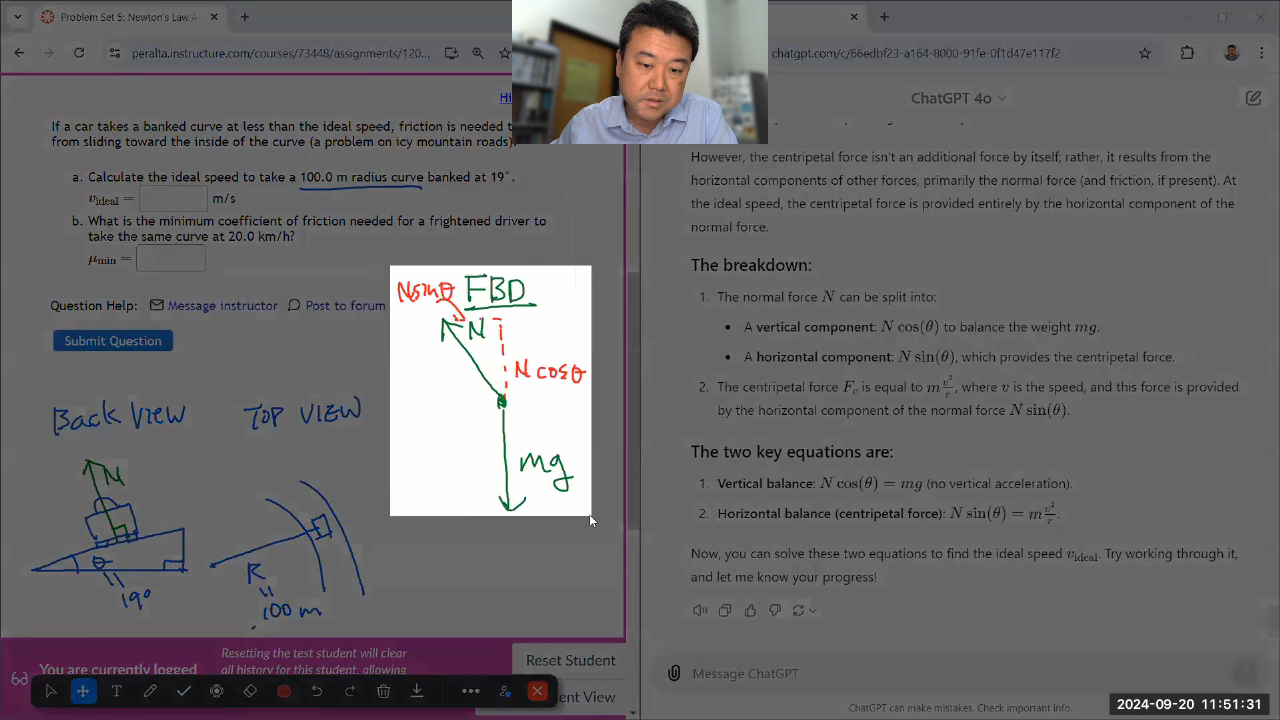 Problem Set 5: Newton's Law A
peralta.instructure.com/courses/73448/assignments/120...
chatgpt.com/c/66edbf23-a164-8000-91fe-0f1d47e117f2
Hi
If a car takes a banked curve at less than the ideal speed, friction is needed t
from sliding toward the inside of the curve (a problem on icy mountain roads).
a. Calculate the ideal speed to take a 100.0 m radius curve banked at 19°.
v_ideal = m/s
b. What is the minimum coefficient of friction needed for a frightened driver to
take the same curve at 20.0 km/h?
μ_min =
Question Help: Message instructor Post to forum
Submit Question
Back VIEW
TOP VIEW
N
θ
19°
R
100 m
FBD
N sin θ
N
N cos θ
mg
You are currently logged
Resetting the test student will clear
all history for this student, allowing
Reset Student
ent View
ChatGPT 4o
However, the centripetal force isn't an additional force by itself; rather, it results from the
horizontal components of other forces, primarily the normal force (and friction, if present). At
the ideal speed, the centripetal force is provided entirely by the horizontal component of the
normal force.
The breakdown:
1. The normal force N can be split into:
• A vertical component: N cos(θ) to balance the weight mg.
• A horizontal component: N sin(θ), which provides the centripetal force.
2. The centripetal force F_c is equal to m v²/r, where v is the speed, and this force is provided
by the horizontal component of the normal force N sin(θ).
The two key equations are:
1. Vertical balance: N cos(θ) = mg (no vertical acceleration).
2. Horizontal balance (centripetal force): N sin(θ) = m v²/r.
Now, you can solve these two equations to find the ideal speed v_ideal. Try working through it,
and let me know your progress!
Message ChatGPT
ChatGPT can make mistakes. Check important info.
2024-09-20 11:51:31